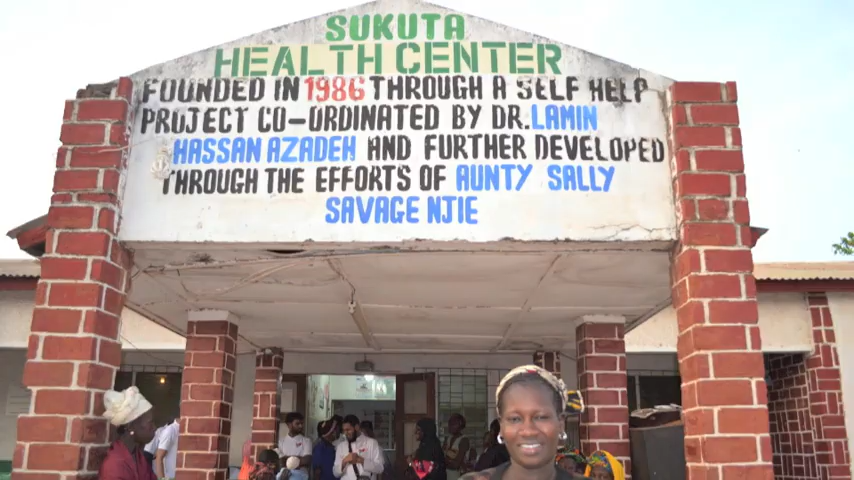 SUKUTA
HEALTH CENTER
FOUNDED IN 1986 THROUGH A SELF HELP
PROJECT CO-ORDINATED BY DR. LAMIN
HASSAN AZADEH AND FURTHER DEVELOPED
THROUGH THE EFFORTS OF AUNTY SALLY
SAVAGE NJIE